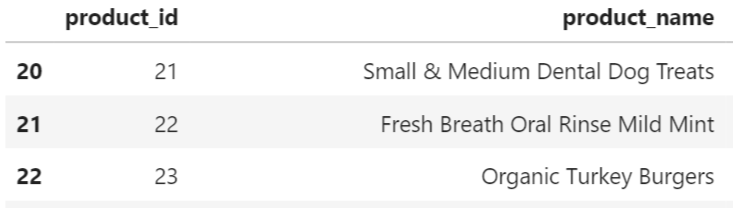 product_id product_name
20 21 Small & Medium Dental Dog Treats
21 22 Fresh Breath Oral Rinse Mild Mint
22 23 Organic Turkey Burgers